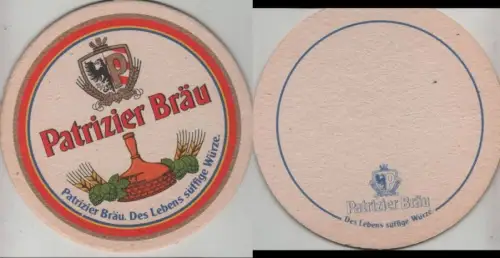 P
Patrizier Bräu
Patrizier Bräu. Des Lebens süffige Würze.
Patrizier Bräu
Des Lebens süffige Würze.